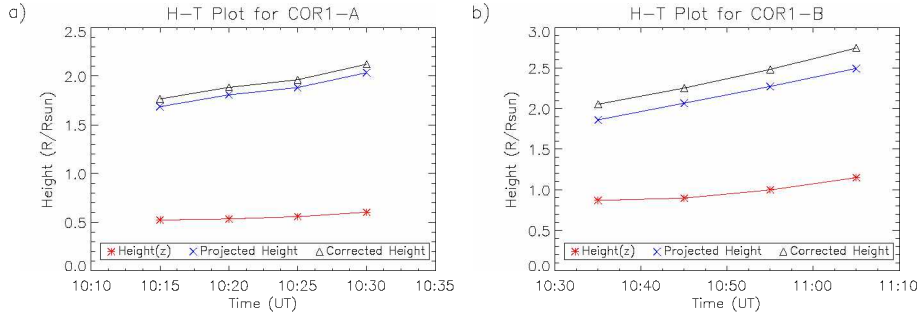 a)
H-T Plot for COR1-A
2.5
2.0
1.5
1.0
0.5
0.0
Height (R/Rsun)
Height(z) Projected Height Corrected Height
10:10 10:15 10:20 10:25 10:30 10:35
Time (UT)
b)
H-T Plot for COR1-B
3.0
2.5
2.0
1.5
1.0
0.5
0.0
Height (R/Rsun)
Height(z) Projected Height Corrected Height
10:30 10:40 10:50 11:00 11:10
Time (UT)